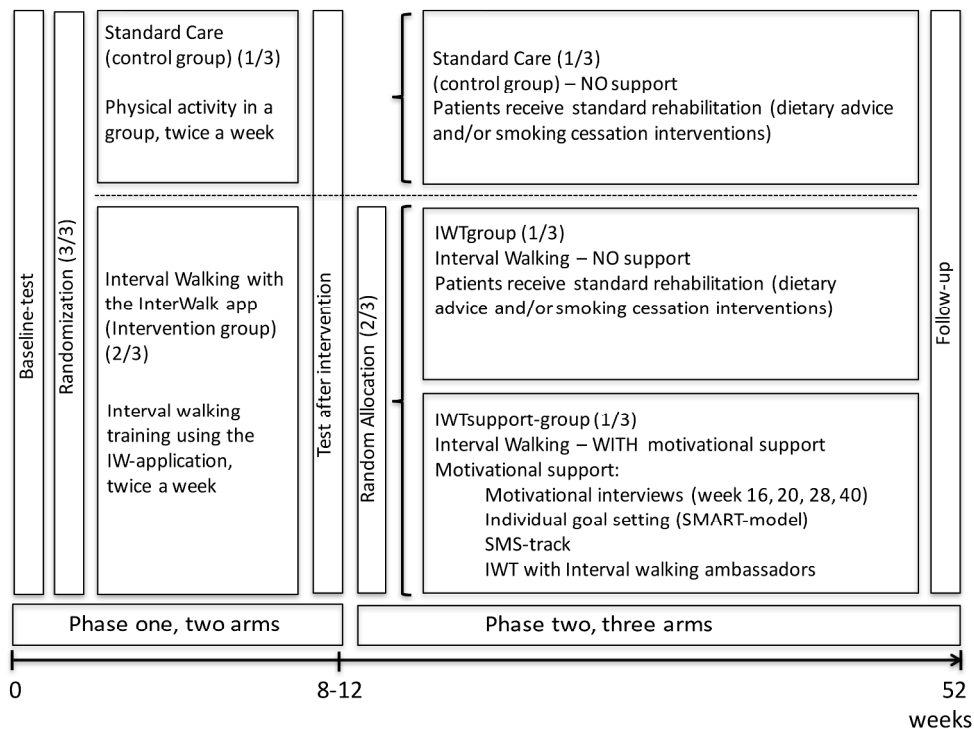 Baseline-test
Randomization (3/3)
Standard Care
(control group) (1/3)
Physical activity in a
group, twice a week
Interval Walking with
the InterWalk app
(Intervention group)
(2/3)
Interval walking
training using the
IW-application,
twice a week
Test after intervention
Random Allocation (2/3)
Standard Care (1/3)
(control group) – NO support
Patients receive standard rehabilitation (dietary advice
and/or smoking cessation interventions)
IWTgroup (1/3)
Interval Walking – NO support
Patients receive standard rehabilitation (dietary
advice and/or smoking cessation interventions)
IWTsupport-group (1/3)
Interval Walking – WITH motivational support
Motivational support:
Motivational interviews (week 16, 20, 28, 40)
Individual goal setting (SMART-model)
SMS-track
IWT with Interval walking ambassadors
Follow-up
Phase one, two arms
Phase two, three arms
0
8-12
52
weeks